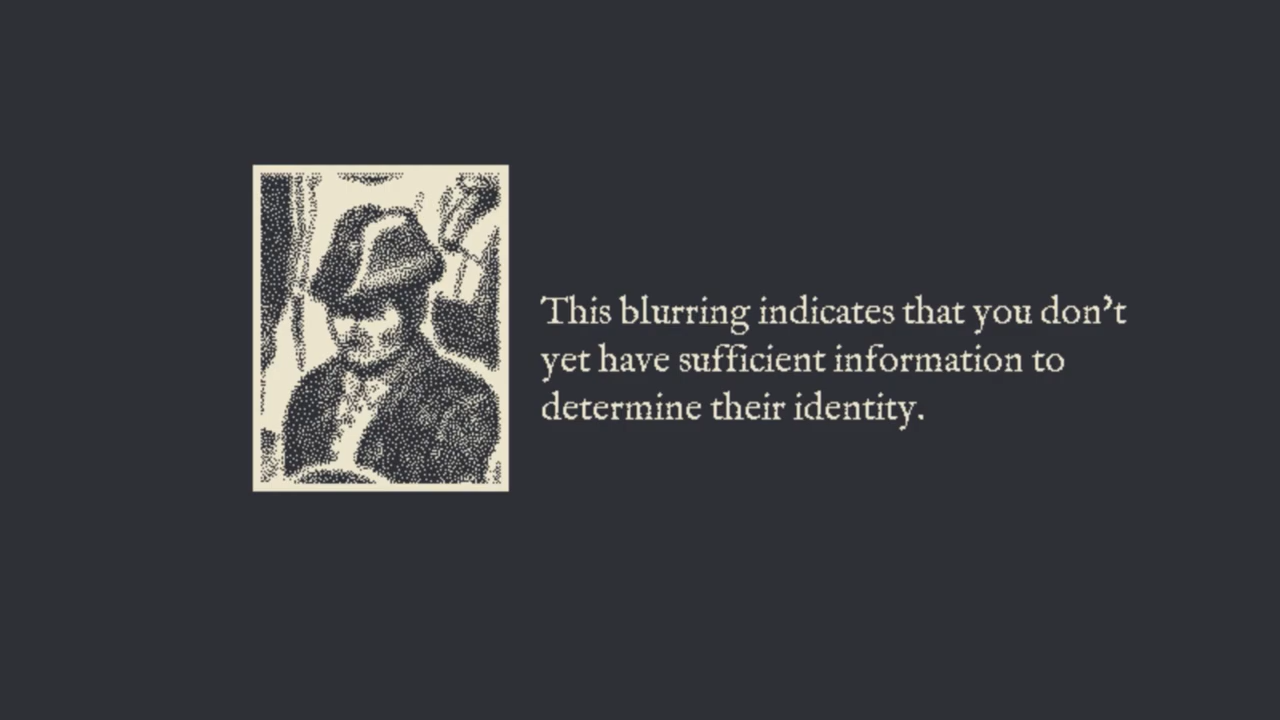 This blurring indicates that you don’t
yet have sufficient information to
determine their identity.